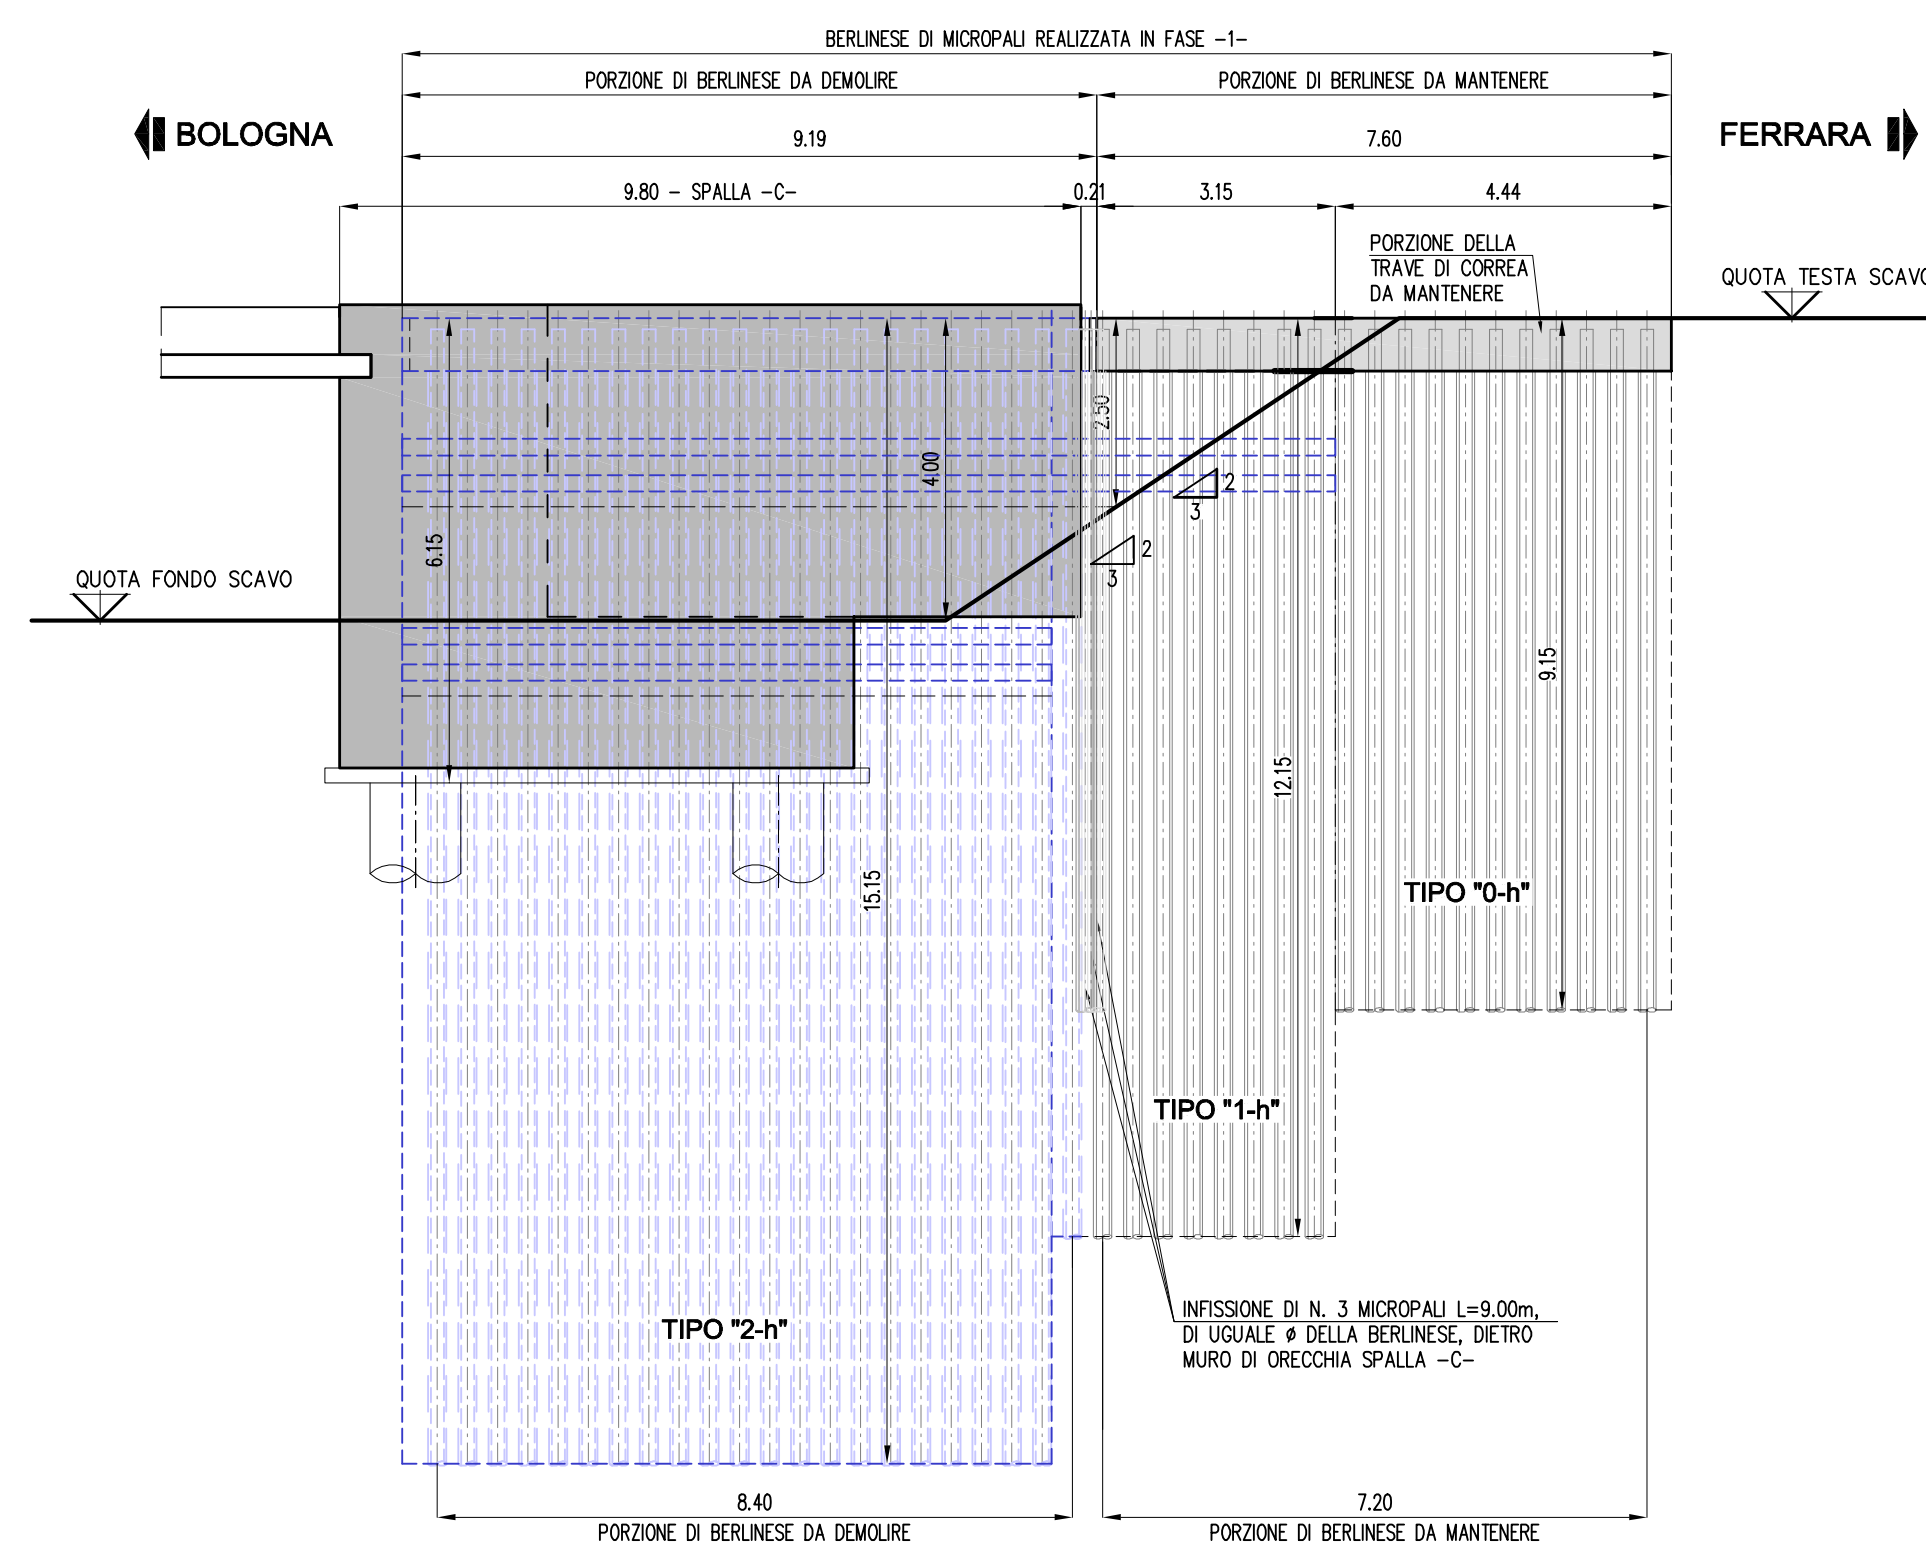 BERLINESE DI MICROPALI REALIZZATA IN FASE -1-
PORZIONE DI BERLINESE DA DEMOLIRE
PORZIONE DI BERLINESE DA MANTENERE
BOLOGNA
9.19
7.60
FERRARA
9.80 - SPALLA -C-
0.21
3.15
4.44
PORZIONE DELLA
TRAVE DI CORREA
DA MANTENERE
QUOTA TESTA SCAVO
2.50
4.00
2
3
6.15
2
3
QUOTA FONDO SCAVO
9.15
12.15
15.15
TIPO "0-h"
TIPO "1-h"
INFISSIONE DI N. 3 MICROPALI L=9.00m,
DI UGUALE ø DELLA BERLINESE, DIETRO
MURO DI ORECCHIA SPALLA -C-
TIPO "2-h"
8.40
7.20
PORZIONE DI BERLINESE DA DEMOLIRE
PORZIONE DI BERLINESE DA MANTENERE